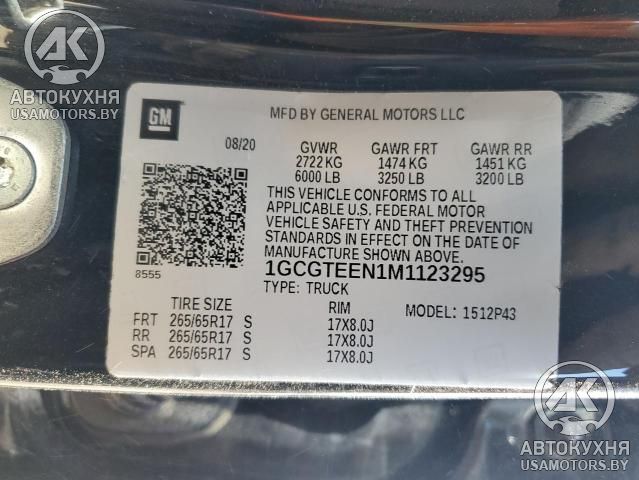 AK
АВТОКУХНЯ
USAMOTORS.BY
GM
MFD BY GENERAL MOTORS LLC
08/20
GVWR GAWR FRT GAWR RR
2722 KG 1474 KG 1451 KG
6000 LB 3250 LB 3200 LB
THIS VEHICLE CONFORMS TO ALL
APPLICABLE U.S. FEDERAL MOTOR
VEHICLE SAFETY AND THEFT PREVENTION
STANDARDS IN EFFECT ON THE DATE OF
MANUFACTURE SHOWN ABOVE.
8555
1GCGTEEN1M1123295
TYPE: TRUCK
TIRE SIZE RIM MODEL: 1512P43
FRT 265/65R17 S 17X8.0J
RR 265/65R17 S 17X8.0J
SPA 265/65R17 S 17X8.0J
AK
АВТОКУХНЯ
USAMOTORS.BY